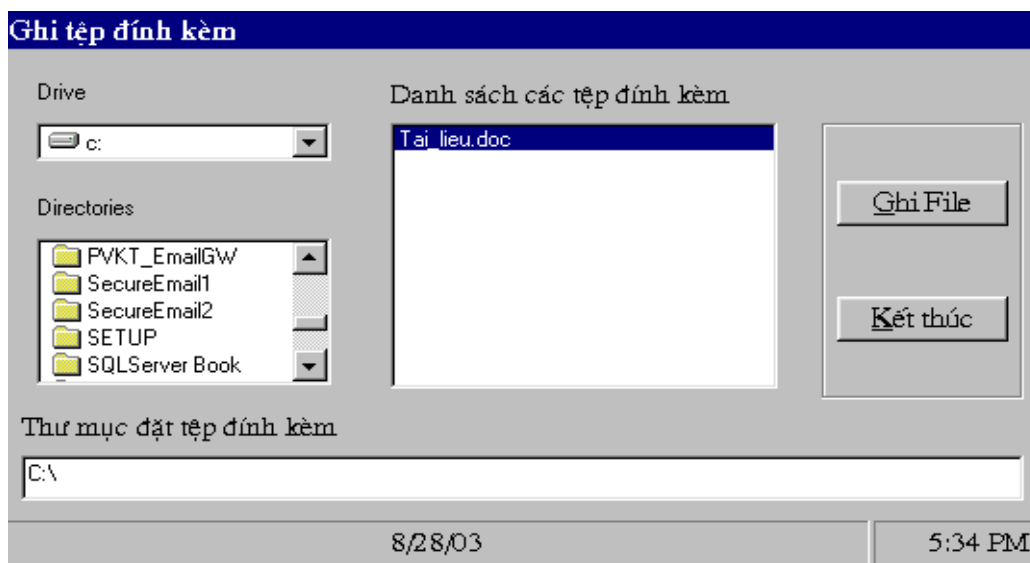 Ghi tệp đính kèm
Drive
c:
Directories
PVKT_EmailGW
SecureEmail1
SecureEmail2
SETUP
SQLServer Book
Danh sách các tệp đính kèm
Tai_lieu.doc
Ghi File
Kết thúc
Thư mục đặt tệp đính kèm
C:\
8/28/03
5:34 PM